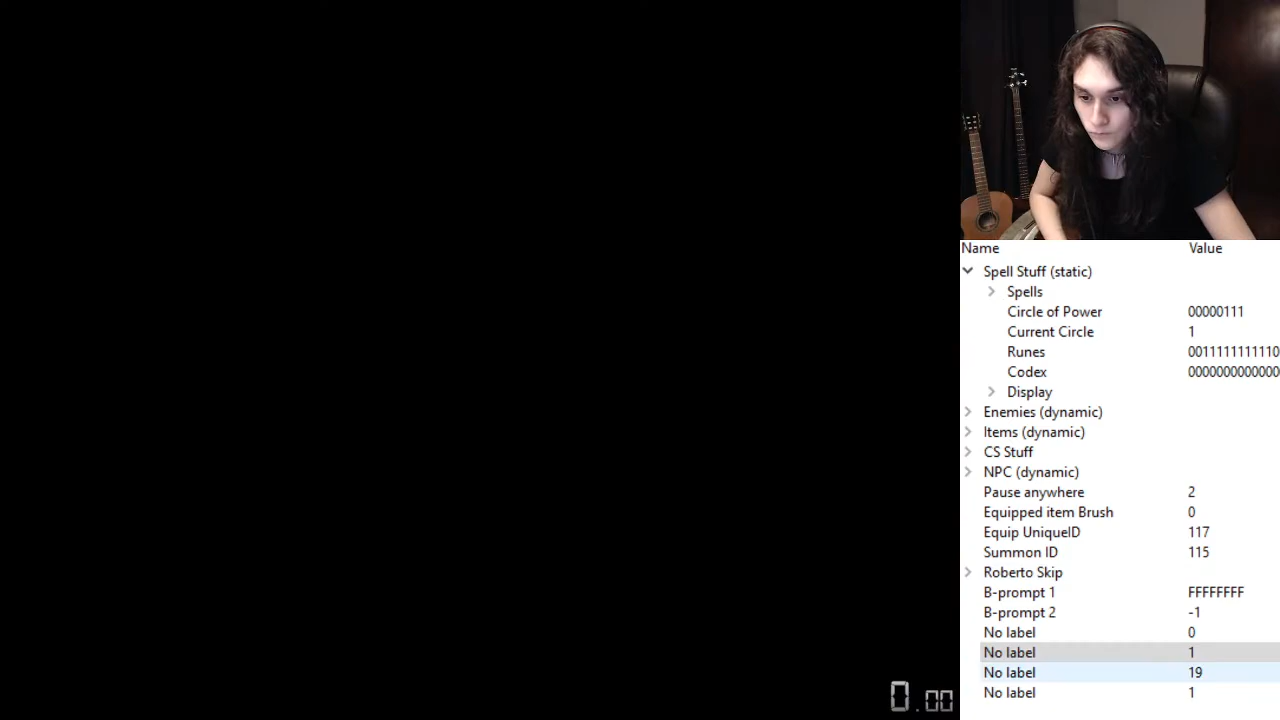 Name Value
Spell Stuff (static)
Spells
Circle of Power 00000111
Current Circle 1
Runes 0011111111110
Codex 0000000000000
Display
Enemies (dynamic)
Items (dynamic)
CS Stuff
NPC (dynamic)
Pause anywhere 2
Equipped item Brush 0
Equip UniqueID 117
Summon ID 115
Roberto Skip
B-prompt 1 FFFFFFFF
B-prompt 2 -1
No label 0
No label 1
No label 19
No label 1
0.00